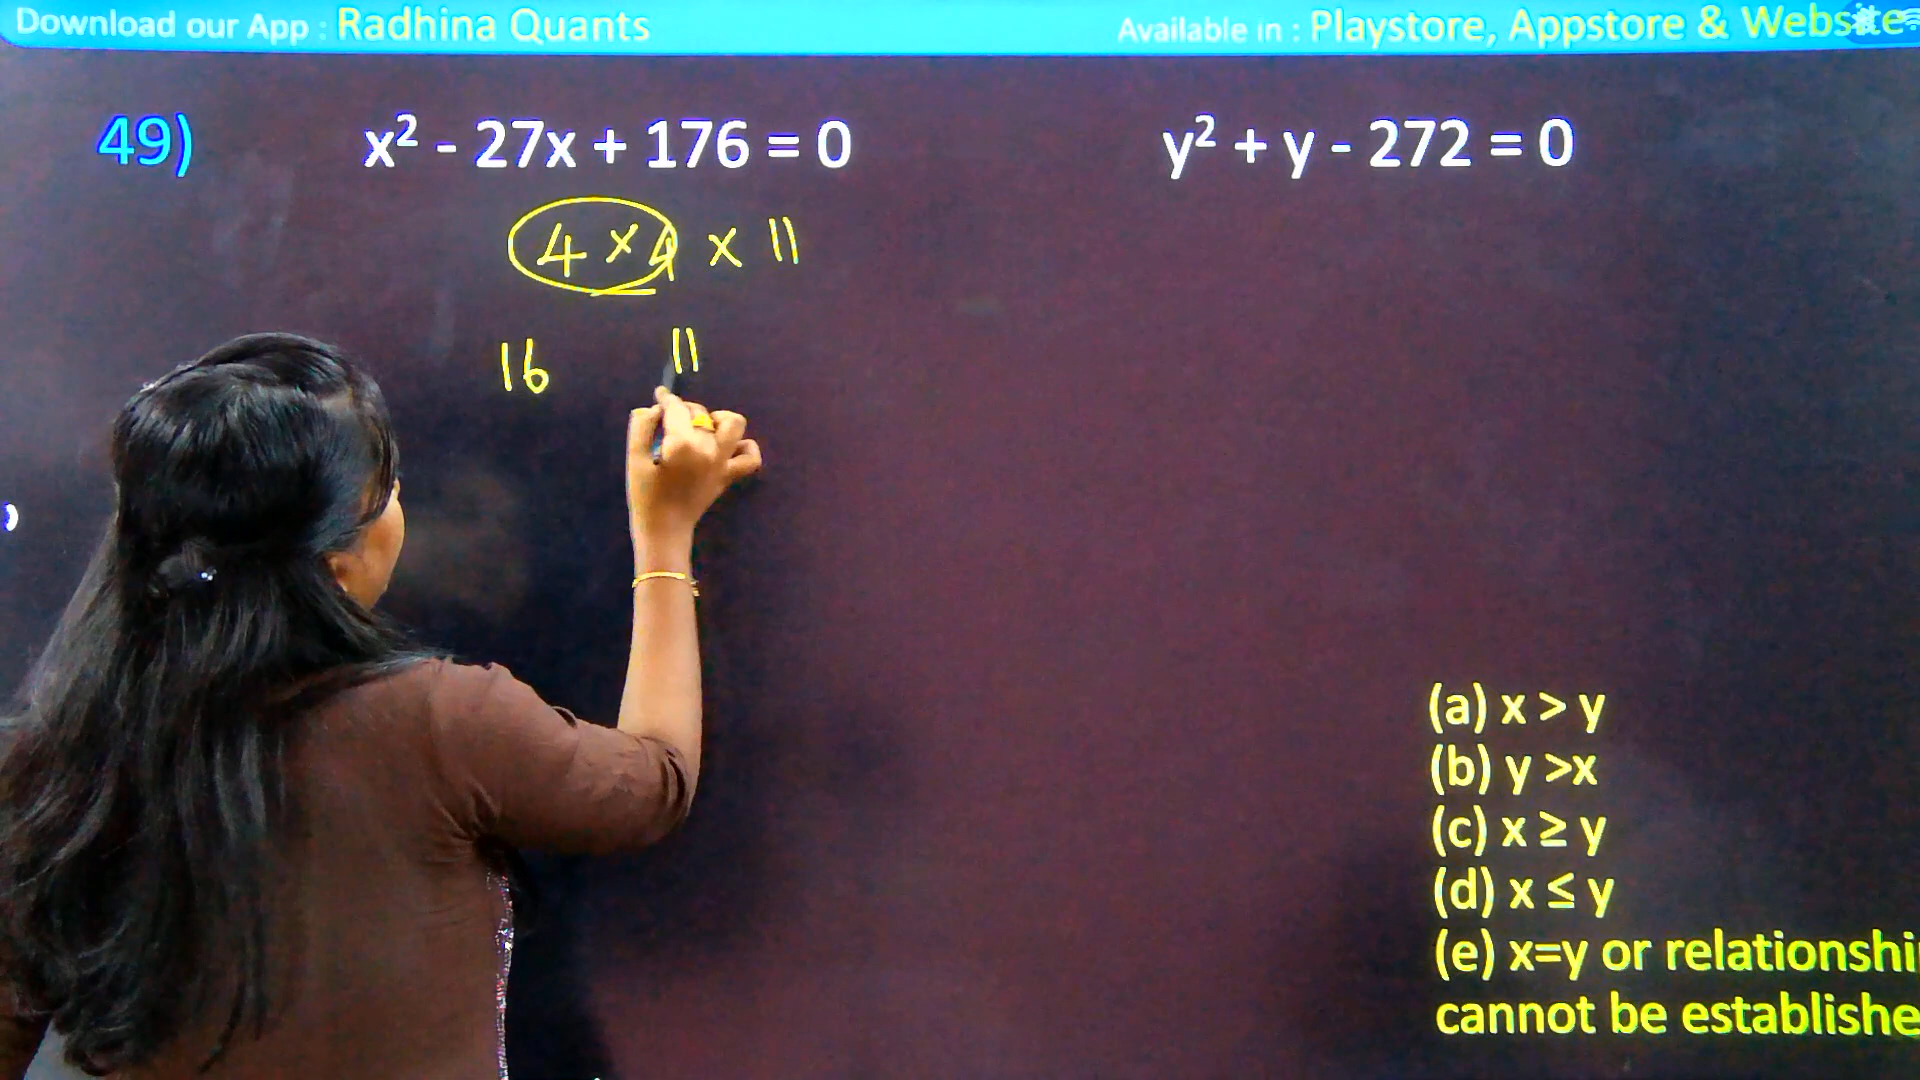 Download our App : Radhina Quants
Available in : Playstore, Appstore & Website
49) x² - 27x + 176 = 0
y² + y - 272 = 0
4 × 4 × 11
16 11
(a) x > y
(b) y >x
(c) x ≥ y
(d) x ≤ y
(e) x=y or relationshi
cannot be establishe